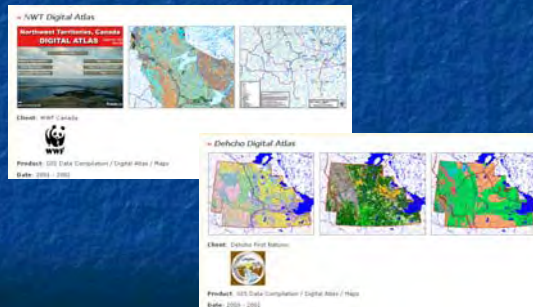 » NWT Digital Atlas
Northwest Territories, Canada
DIGITAL ATLAS
Client: WWF Canada
WWF
Product: GIS Data Compilation / Digital Atlas / Maps
Date: 2001 - 2002
» Dehcho Digital Atlas
Client: Dehcho First Nations
Product: GIS Data Compilation / Digital Atlas / Maps